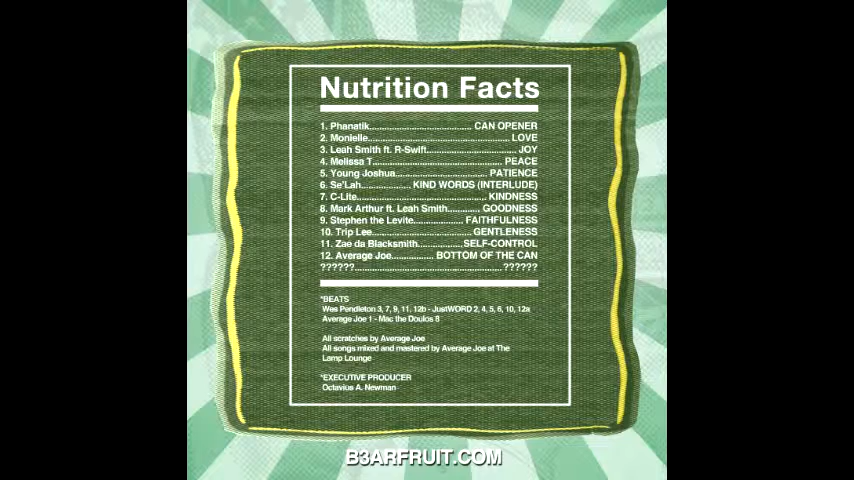 Nutrition Facts
1. Phanatik........................................ CAN OPENER
2. Monielle........................................................ LOVE
3. Leah Smith ft. R-Swift.................................... JOY
4. Melissa T.................................................... PEACE
5. Young Joshua.................................... PATIENCE
6. Se'Lah................... KIND WORDS (INTERLUDE)
7. C-Lite.................................................... KINDNESS
8. Mark Arthur ft. Leah Smith............ GOODNESS
9. Stephen the Levite................... FAITHFULNESS
10. Trip Lee...................................... GENTLENESS
11. Zae da Blacksmith................. SELF-CONTROL
12. Average Joe................ BOTTOM OF THE CAN
??????.......................................................... ??????
*BEATS
Wes Pendleton 3, 7, 9, 11, 12b - JustWORD 2, 4, 5, 6, 10, 12a
Average Joe 1 - Mac the Doulos 8
All scratches by Average Joe
All songs mixed and mastered by Average Joe at The
Lamp Lounge
*EXECUTIVE PRODUCER
Octavius A. Newman
B3ARFRUIT.COM